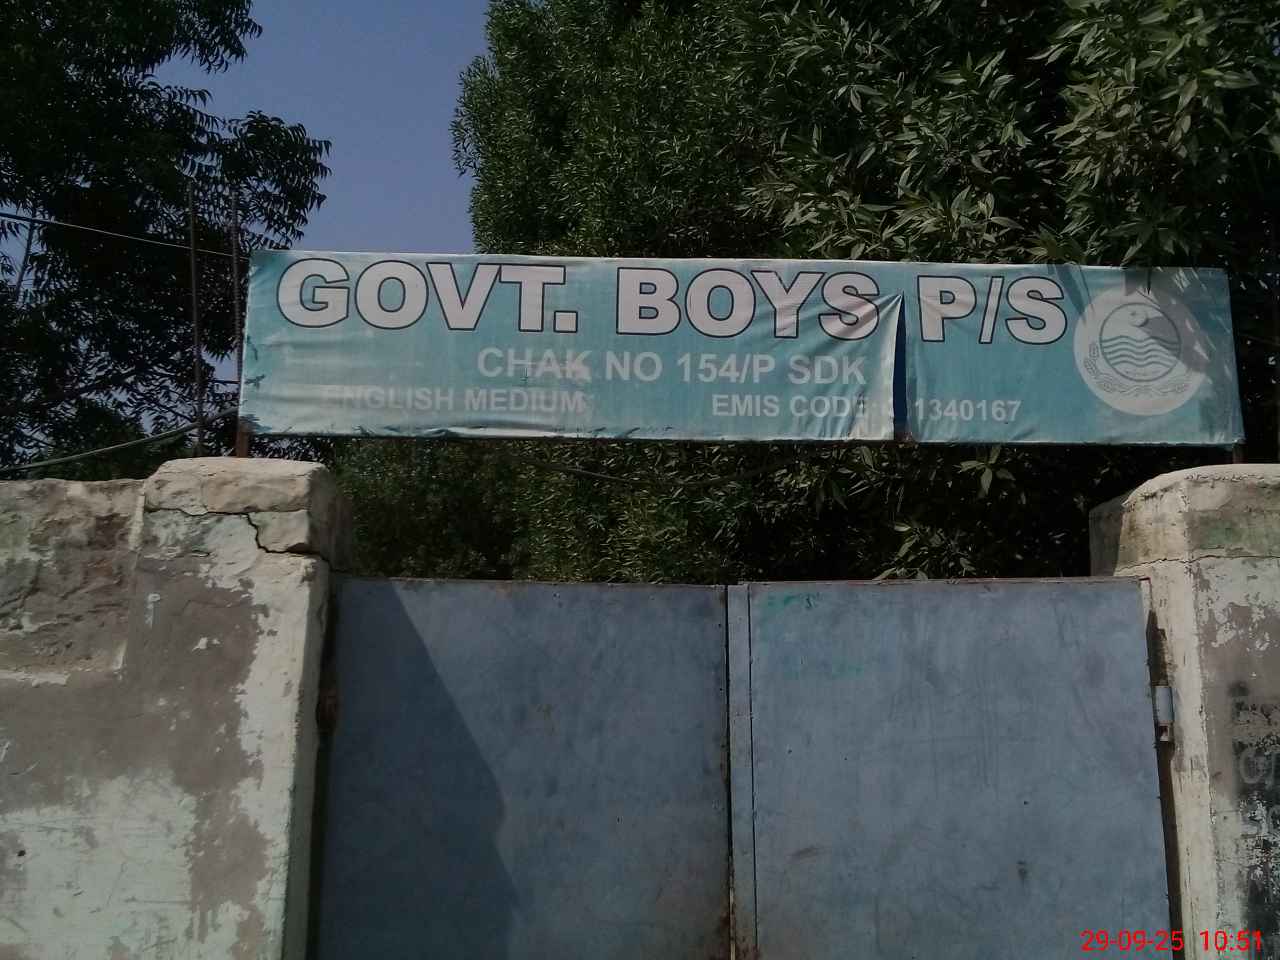 GOVT. BOYS P/S
CHAK NO 154/P SDK
ENGLISH MEDIUM EMIS CODE 1340167
29-09-25 10:51